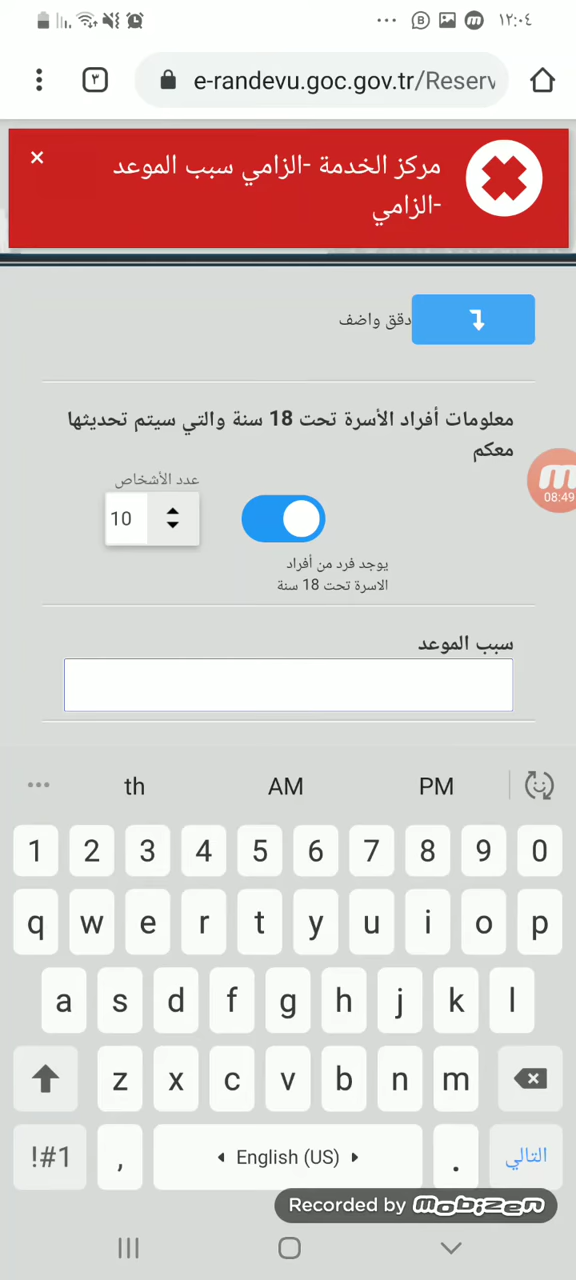 ١٢:٠٤
٣
e-randevu.goc.gov.tr/Reserv
مركز الخدمة -الزامي سبب الموعد
-الزامي
دقق واضف
معلومات أفراد الأسرة تحت 18 سنة والتي سيتم تحديثها
معكم
عدد الأشخاص
10
08:49
يوجد فرد من أفراد
الاسرة تحت 18 سنة
سبب الموعد
th AM PM
1 2 3 4 5 6 7 8 9 0
q w e r t y u i o p
a s d f g h j k l
z x c v b n m
!#1 , English (US) . التالي
Recorded by mobizen